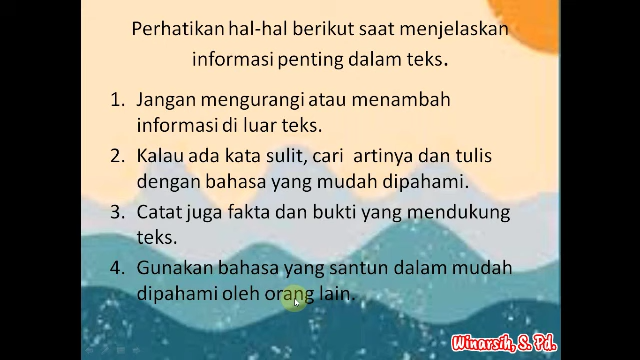 Perhatikan hal-hal berikut saat menjelaskan
informasi penting dalam teks.
1. Jangan mengurangi atau menambah
informasi di luar teks.
2. Kalau ada kata sulit, cari artinya dan tulis
dengan bahasa yang mudah dipahami.
3. Catat juga fakta dan bukti yang mendukung
teks.
4. Gunakan bahasa yang santun dalam mudah
dipahami oleh orang lain.
Winarsih, S. Pd.